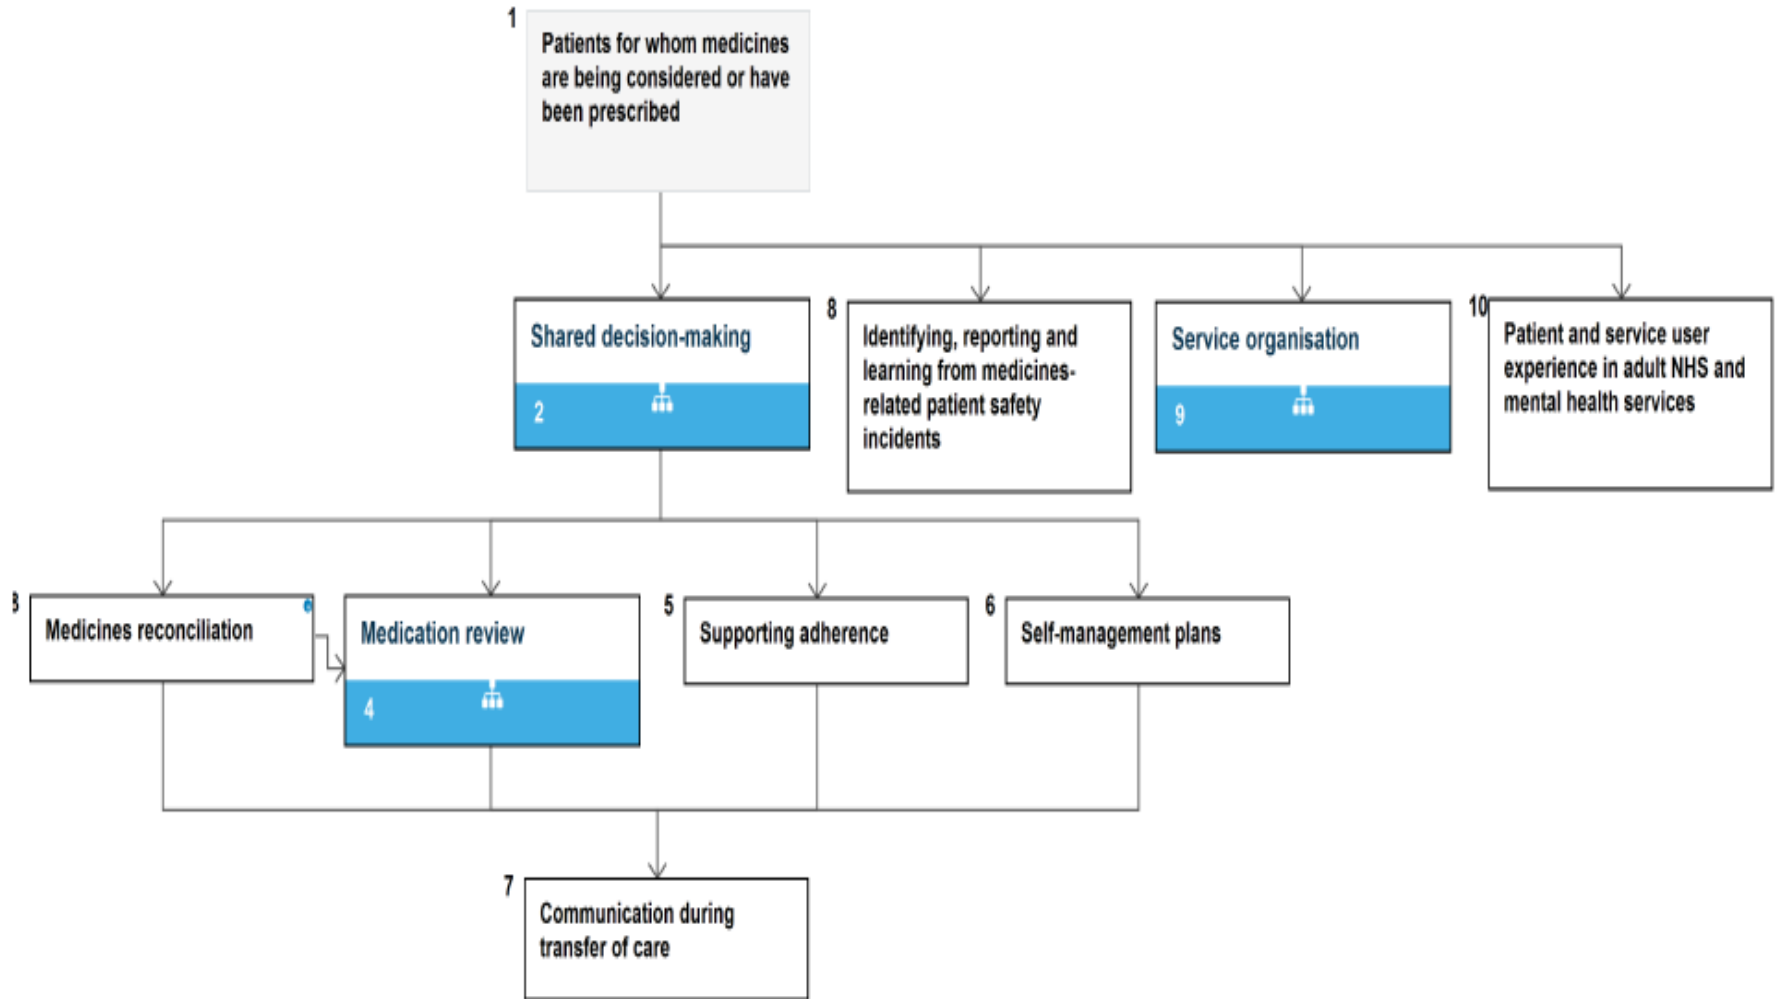 1
Patients for whom medicines
are being considered or have
been prescribed
Shared decision-making
2
8
Identifying, reporting and
learning from medicines-
related patient safety
incidents
Service organisation
9
10
Patient and service user
experience in adult NHS and
mental health services
3
Medicines reconciliation
Medication review
4
5
Supporting adherence
6
Self-management plans
7
Communication during
transfer of care